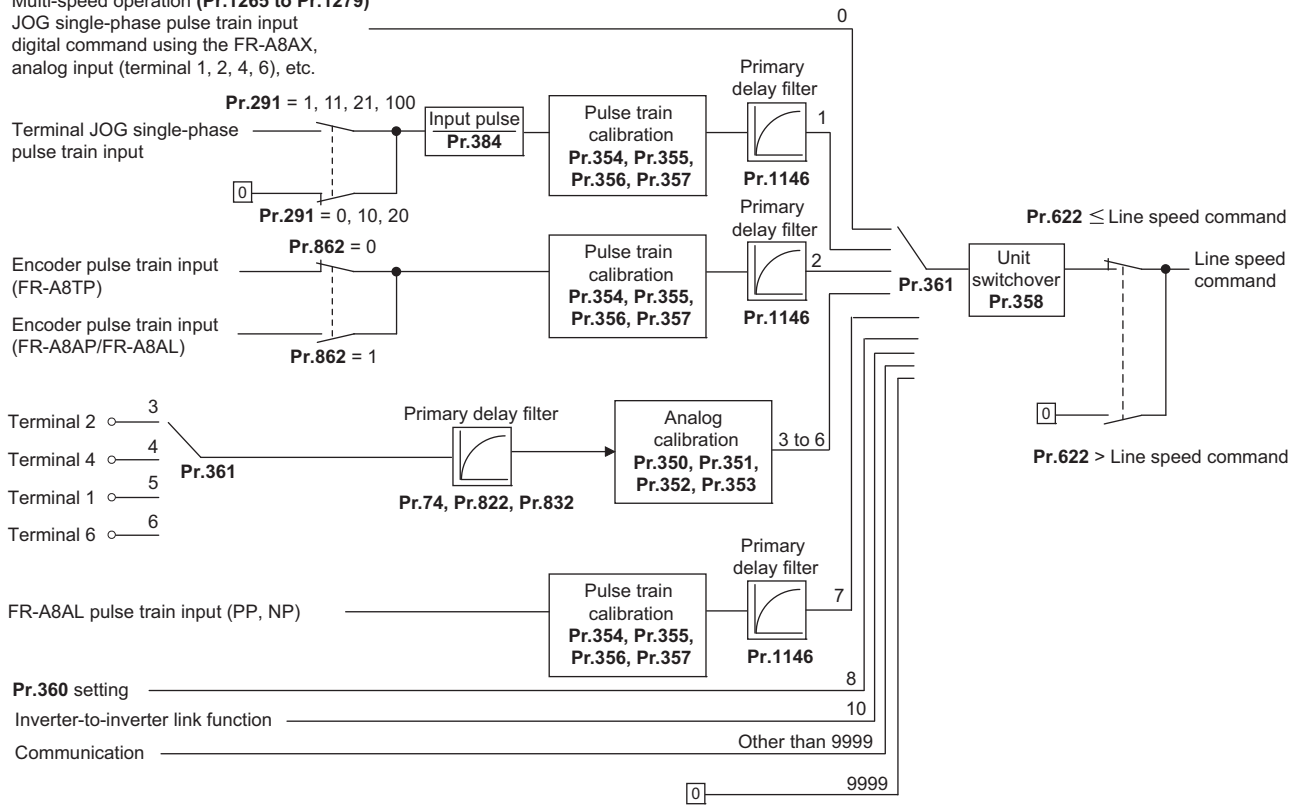 Multi-speed operation (Pr.1265 to Pr.1279)
JOG single-phase pulse train input
digital command using the FR-A8AX,
analog input (terminal 1, 2, 4, 6), etc.
0
Pr.291 = 1, 11, 21, 100
Terminal JOG single-phase
pulse train input
0
Pr.291 = 0, 10, 20
Input pulse
Pr.384
Pulse train
calibration
Pr.354, Pr.355,
Pr.356, Pr.357
Primary
delay filter
1
Pr.1146
Pr.862 = 0
Encoder pulse train input
(FR-A8TP)
Encoder pulse train input
(FR-A8AP/FR-A8AL)
Pr.862 = 1
Pulse train
calibration
Pr.354, Pr.355,
Pr.356, Pr.357
Primary
delay filter
2
Pr.1146
Pr.361
Unit
switchover
Pr.358
Pr.622 ≤ Line speed command
Line speed
command
0
Pr.622 > Line speed command
Terminal 2
3
Terminal 4
4
Terminal 1
5
Terminal 6
6
Pr.361
Primary delay filter
Pr.74, Pr.822, Pr.832
Analog
calibration
Pr.350, Pr.351,
Pr.352, Pr.353
3 to 6
FR-A8AL pulse train input (PP, NP)
Pulse train
calibration
Pr.354, Pr.355,
Pr.356, Pr.357
Primary
delay filter
7
Pr.1146
Pr.360 setting
8
Inverter-to-inverter link function
10
Communication
Other than 9999
0
9999